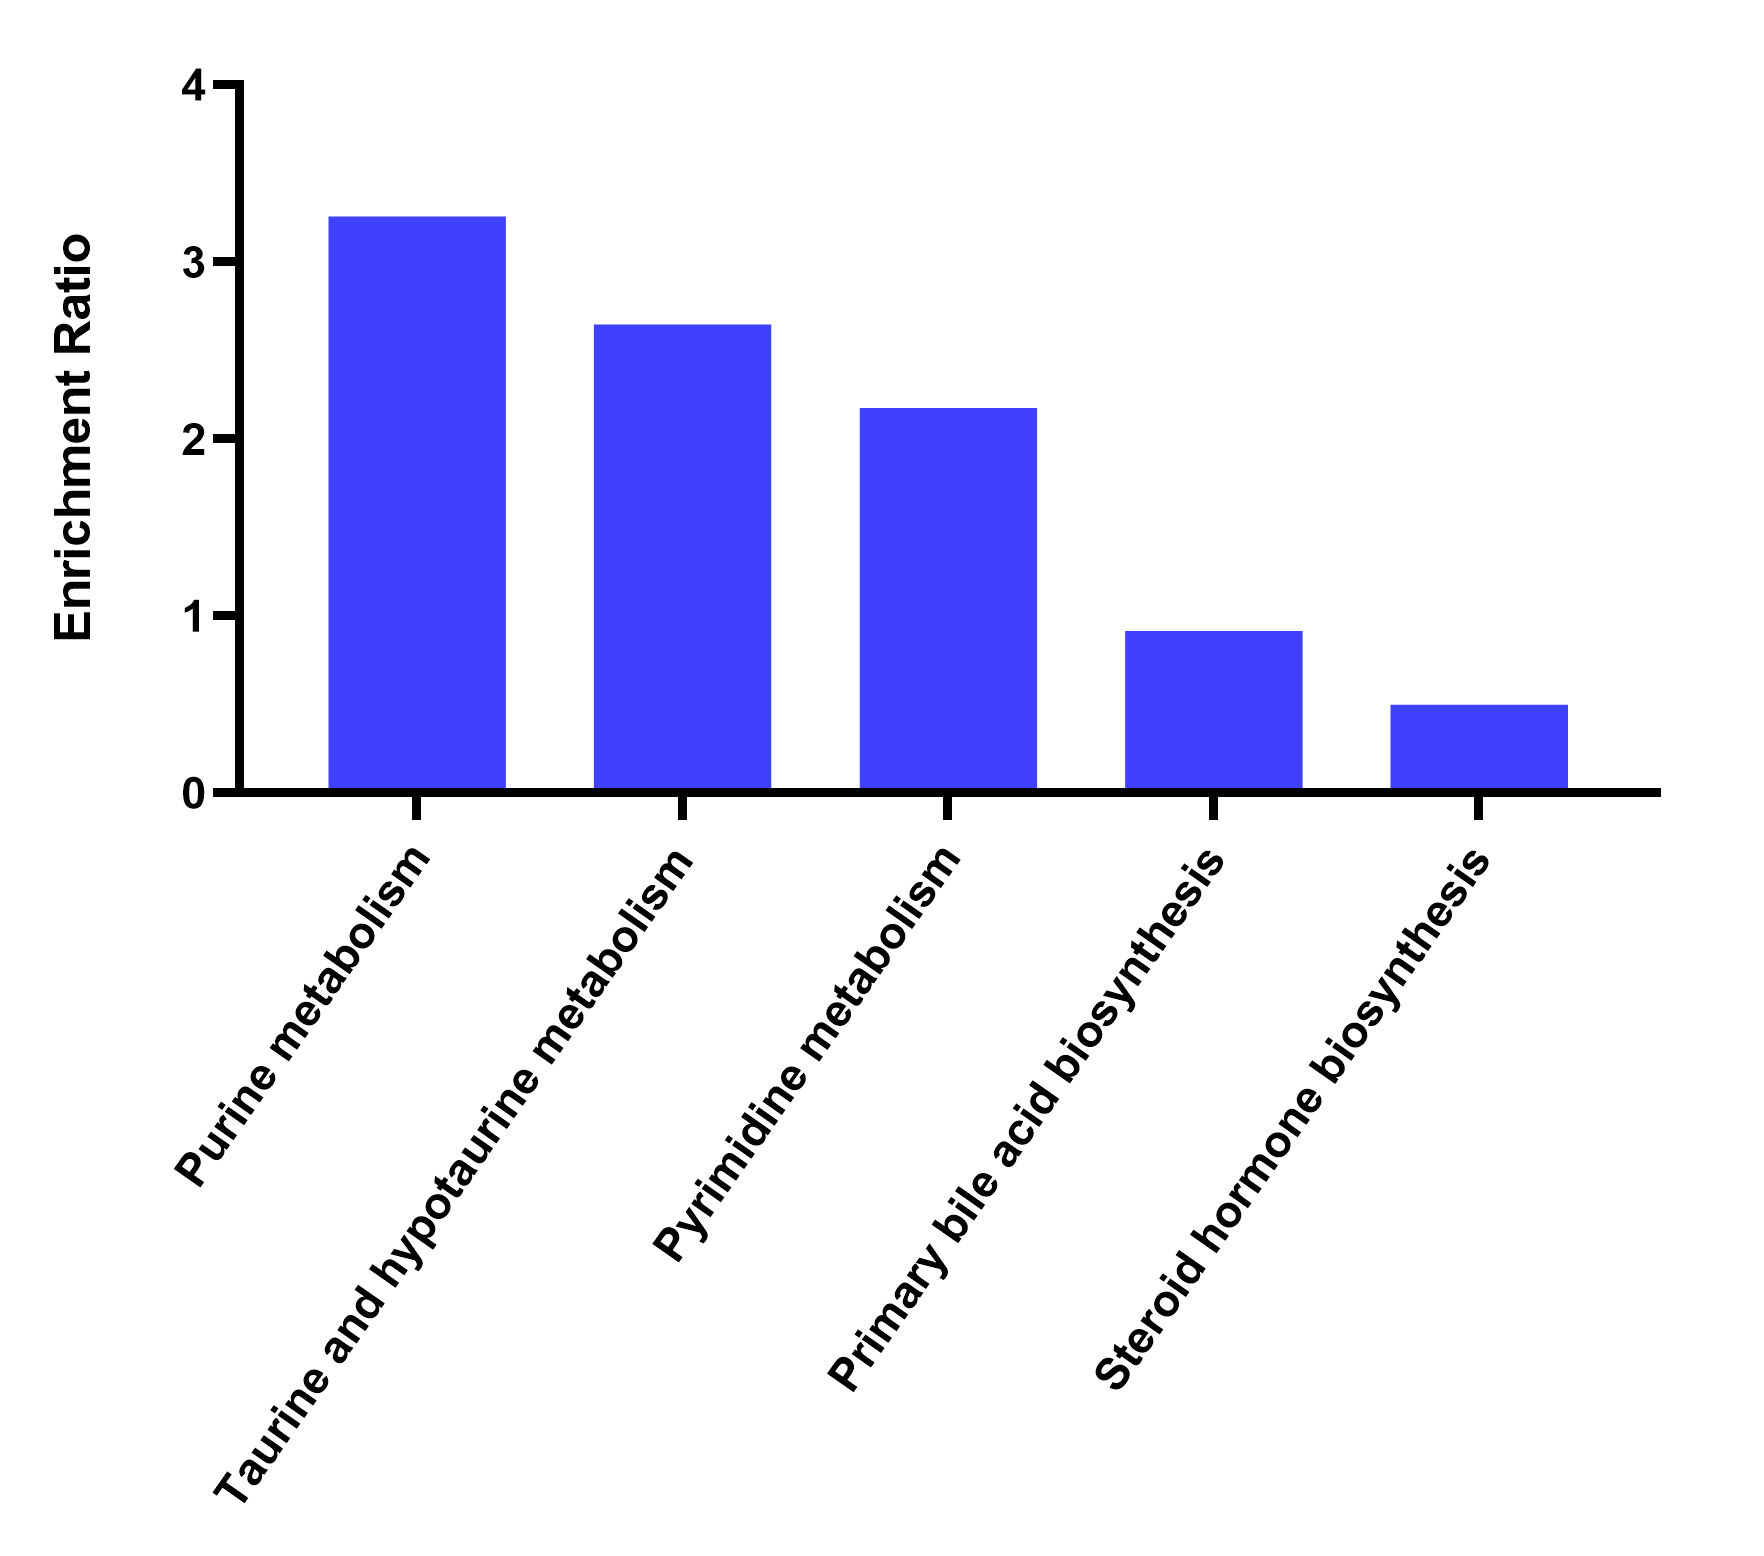 Enrichment Ratio
4
3
2
1
0
Purine metabolism
Taurine and hypotaurine metabolism
Pyrimidine metabolism
Primary bile acid biosynthesis
Steroid hormone biosynthesis